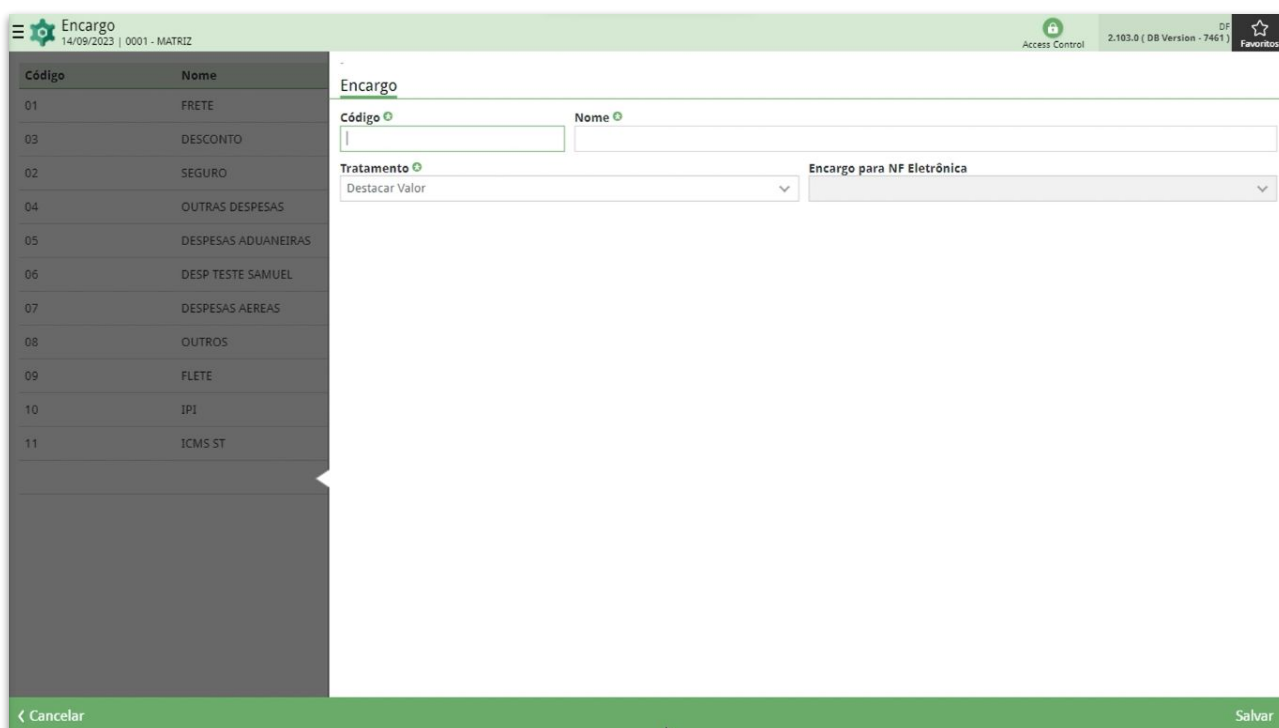 Encargo
14/09/2023 | 0001 - MATRIZ
Access Control
DF
2.103.0 ( DB Version - 7461 )
Favoritos
Código Nome
01 FRETE
03 DESCONTO
02 SEGURO
04 OUTRAS DESPESAS
05 DESPESAS ADUANEIRAS
06 DESP TESTE SAMUEL
07 DESPESAS AEREAS
08 OUTROS
09 FLETE
10 IPI
11 ICMS ST
-
Encargo
Código Nome
Tratamento Encargo para NF Eletrônica
Destacar Valor
Cancelar Salvar